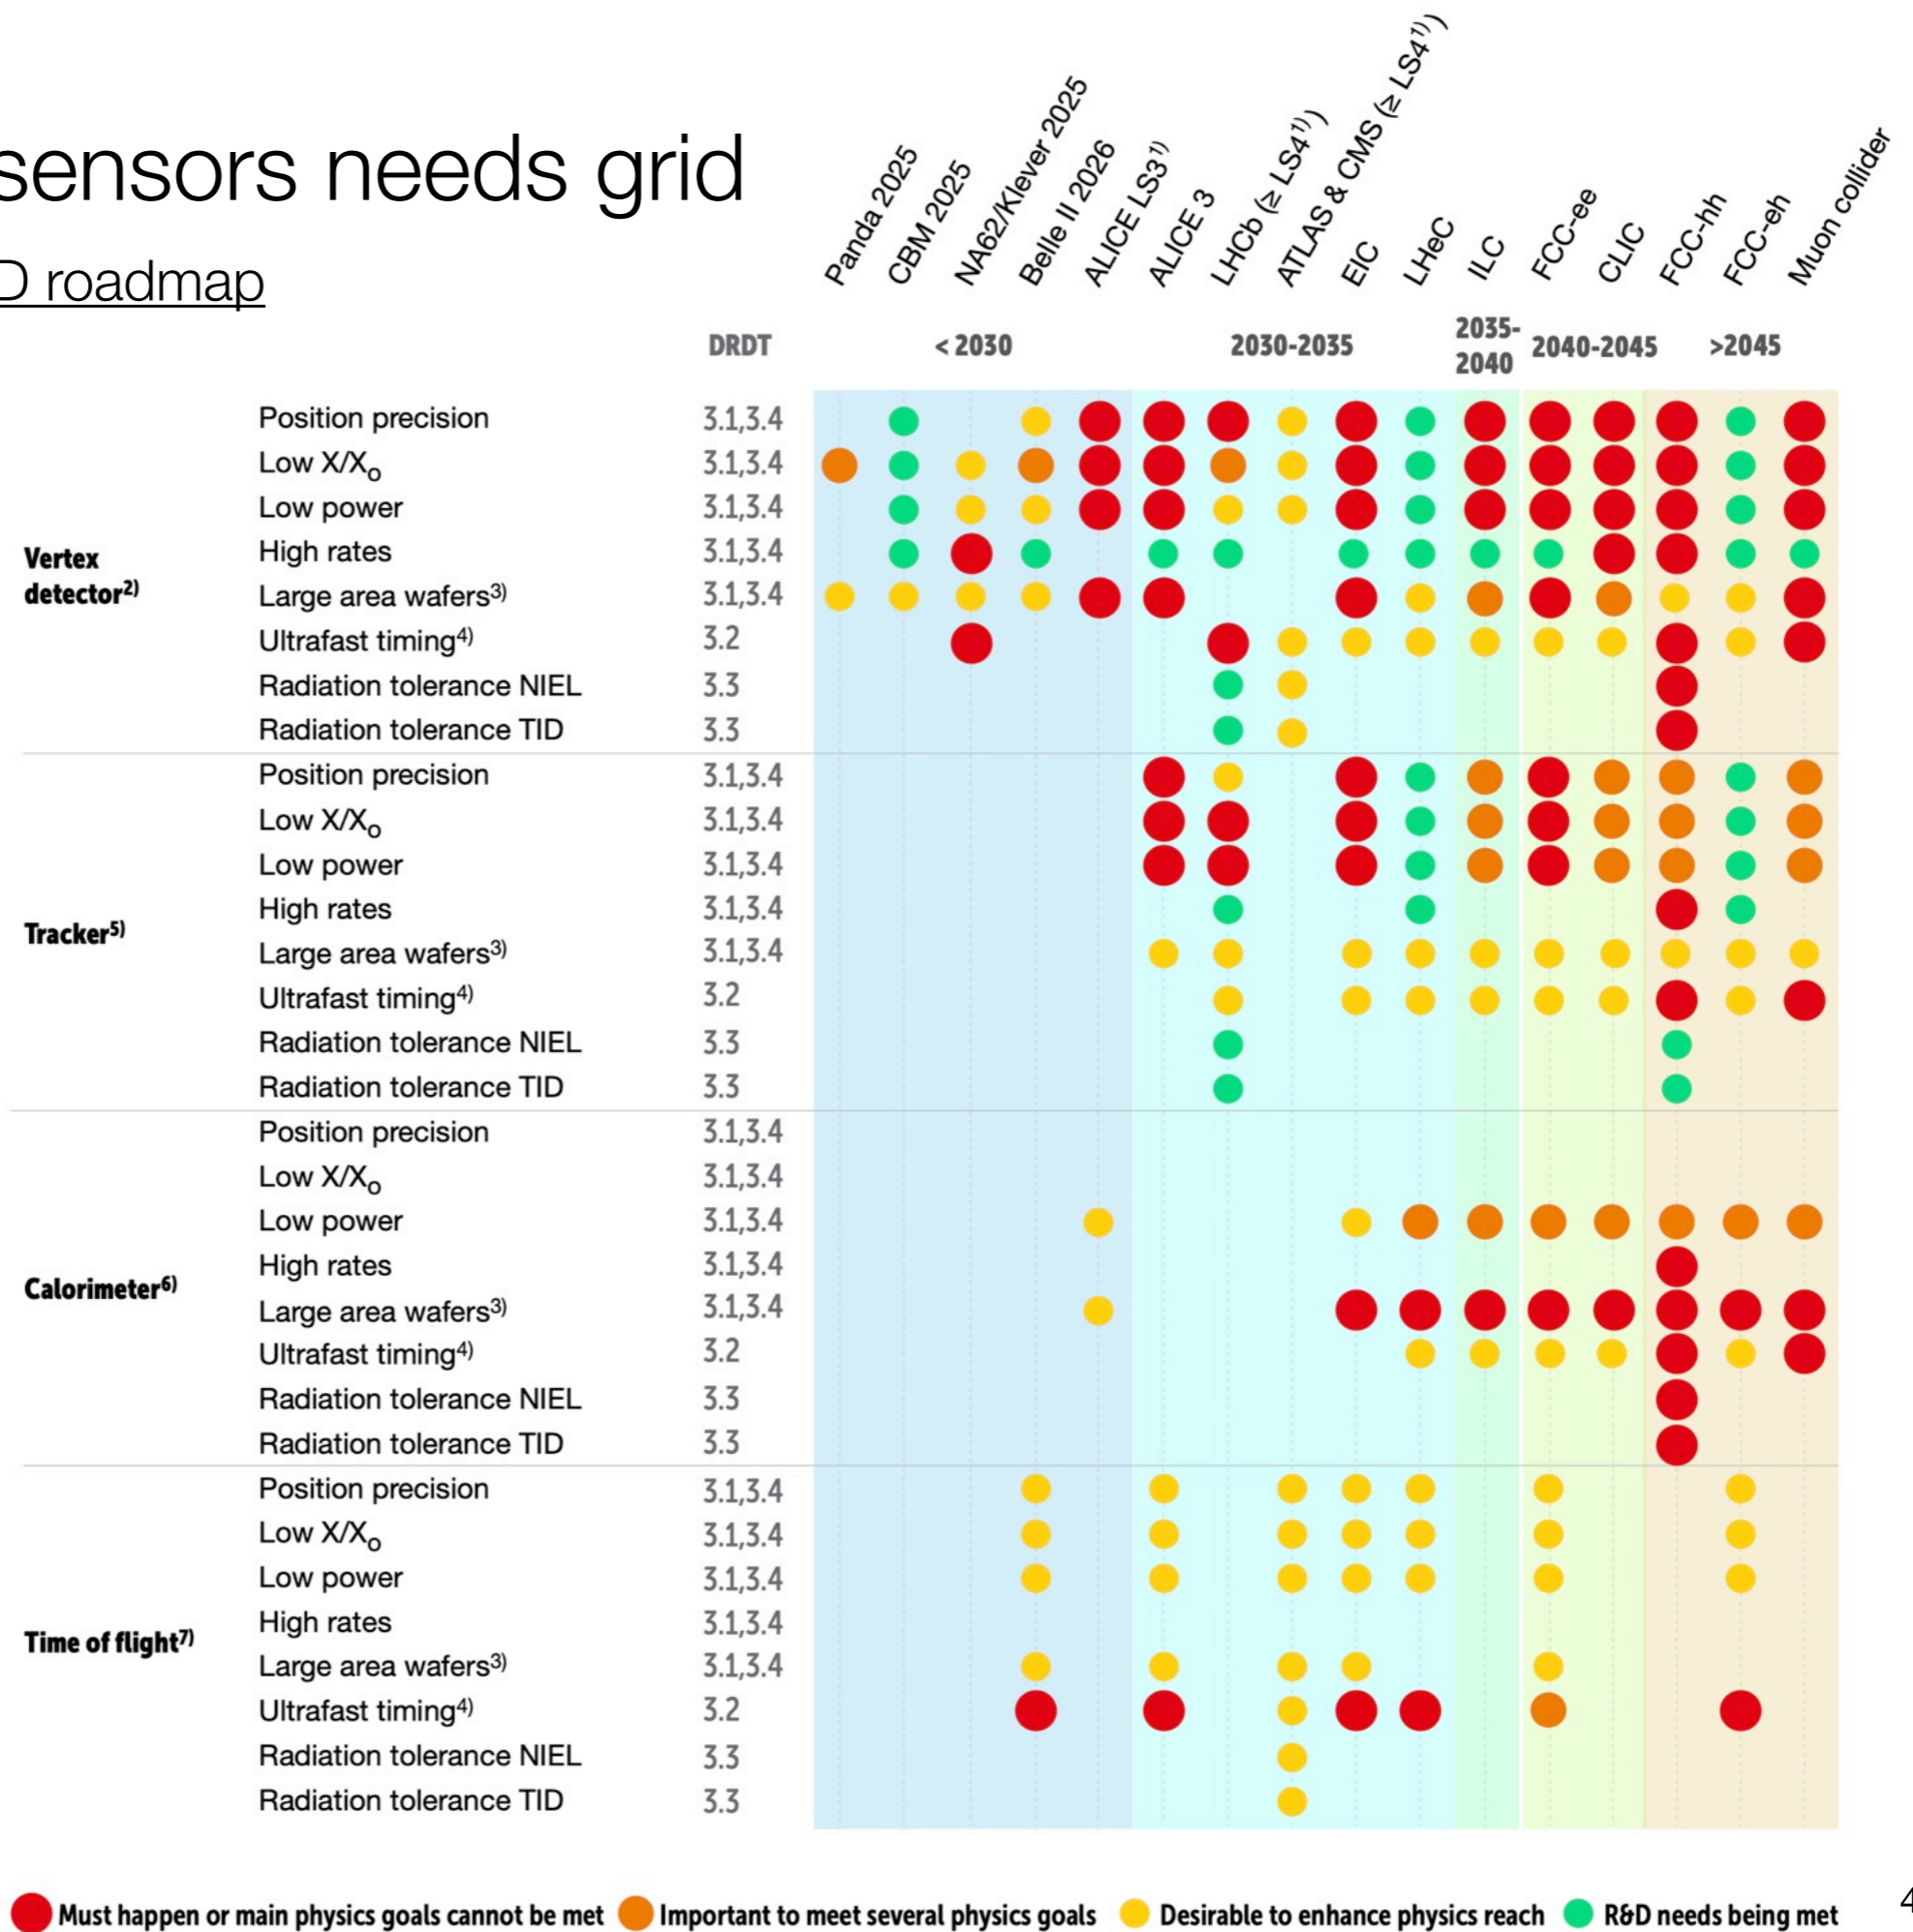 sensors needs grid
D roadmap
Panda 2025
CBM 2025
NA62/Klever 2025
Belle II 2026
ALICE LS3¹⁾
ALICE 3
LHCb (≥ LS4¹⁾)
ATLAS & CMS (≥ LS4¹⁾)
EIC
LHeC
ILC
FCC-ee
CLIC
FCC-hh
FCC-eh
Muon collider
DRDT
< 2030
2030-2035
2035-
2040
2040-2045
>2045
Vertex
detector²⁾
Position precision 3.1,3.4
Low X/Xₒ 3.1,3.4
Low power 3.1,3.4
High rates 3.1,3.4
Large area wafers³⁾ 3.1,3.4
Ultrafast timing⁴⁾ 3.2
Radiation tolerance NIEL 3.3
Radiation tolerance TID 3.3
Tracker⁵⁾
Position precision 3.1,3.4
Low X/Xₒ 3.1,3.4
Low power 3.1,3.4
High rates 3.1,3.4
Large area wafers³⁾ 3.1,3.4
Ultrafast timing⁴⁾ 3.2
Radiation tolerance NIEL 3.3
Radiation tolerance TID 3.3
Calorimeter⁶⁾
Position precision 3.1,3.4
Low X/Xₒ 3.1,3.4
Low power 3.1,3.4
High rates 3.1,3.4
Large area wafers³⁾ 3.1,3.4
Ultrafast timing⁴⁾ 3.2
Radiation tolerance NIEL 3.3
Radiation tolerance TID 3.3
Time of flight⁷⁾
Position precision 3.1,3.4
Low X/Xₒ 3.1,3.4
Low power 3.1,3.4
High rates 3.1,3.4
Large area wafers³⁾ 3.1,3.4
Ultrafast timing⁴⁾ 3.2
Radiation tolerance NIEL 3.3
Radiation tolerance TID 3.3
Must happen or main physics goals cannot be met
Important to meet several physics goals
Desirable to enhance physics reach
R&D needs being met
4